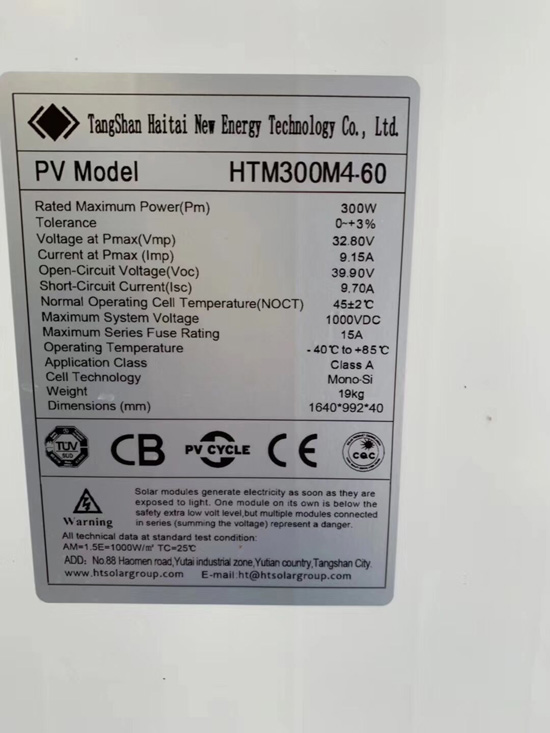 TangShan Haitai New Energy Technology Co., Ltd.
PV Model HTM300M4-60
Rated Maximum Power(Pm) 300W
Tolerance 0~+3%
Voltage at Pmax(Vmp) 32.80V
Current at Pmax (Imp) 9.15A
Open-Circuit Voltage(Voc) 39.90V
Short-Circuit Current(Isc) 9.70A
Normal Operating Cell Temperature(NOCT) 45±2℃
Maximum System Voltage 1000VDC
Maximum Series Fuse Rating 15A
Operating Temperature -40℃ to +85℃
Application Class Class A
Cell Technology Mono-Si
Weight 19kg
Dimensions (mm) 1640*992*40
TÜV SÜD CB PV CYCLE CE CQC
Solar modules generate electricity as soon as they are
exposed to light. One module on its own is below the
safety extra low volt level,but multiple modules connected
in series (summing the voltage) represent a danger.
Warning
All technical data at standard test condition:
AM=1.5E=1000W/㎡ TC=25℃
ADD: No.88 Haomen road,Yutai industrial zone,Yutian country,Tangshan City.
www.htsolargroup.com E-mail:ht@htsolargroup.com